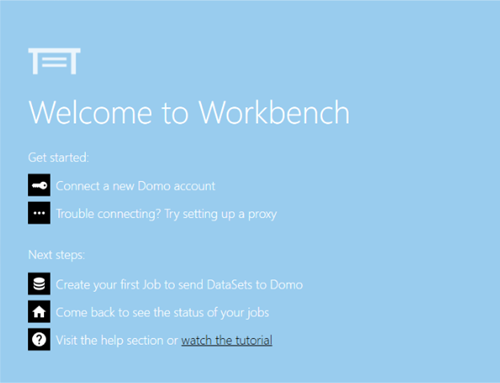 Welcome to Workbench
Get started:
Connect a new Domo account
Trouble connecting? Try setting up a proxy
Next steps:
Create your first Job to send DataSets to Domo
Come back to see the status of your jobs
Visit the help section or watch the tutorial